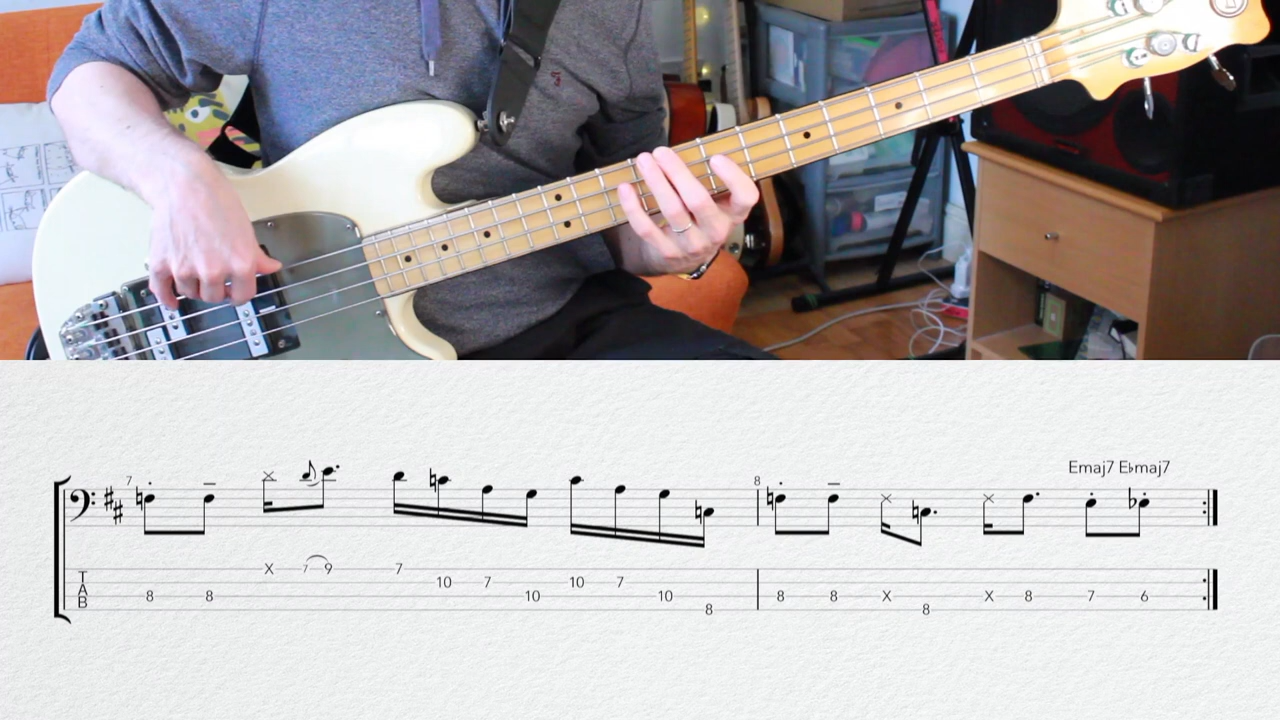 Emaj7 E♭maj7
7
8
X 7 9 7
10 7 10 7
T
A
B
8 8 10 10 8 8 X X 8 7 6
8 8